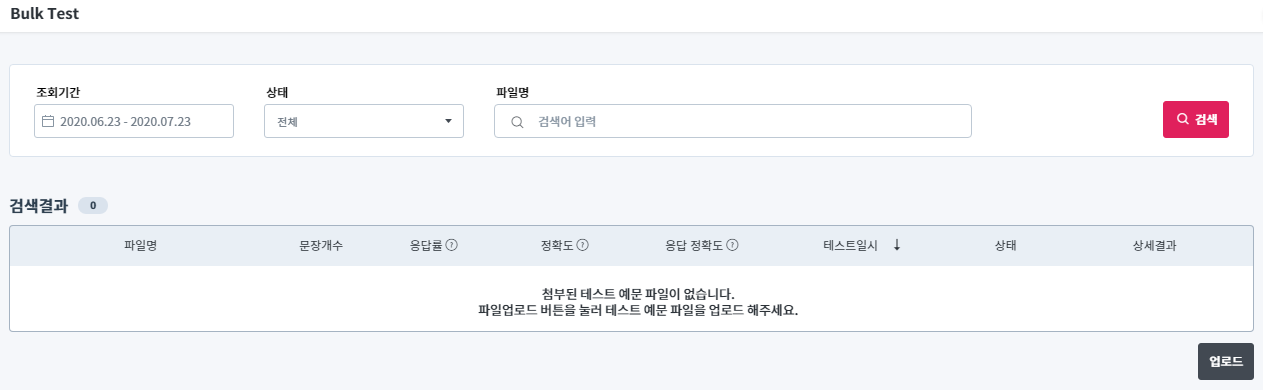 Bulk Test
조회기간 상태 파일명
2020.06.23 - 2020.07.23 전체 검색어 입력 검색
검색결과 0
파일명 문장개수 응답률 ? 정확도 ? 응답 정확도 ? 테스트일시 ↓ 상태 상세결과
첨부된 테스트 예문 파일이 없습니다.
파일업로드 버튼을 눌러 테스트 예문 파일을 업로드 해주세요.
업로드